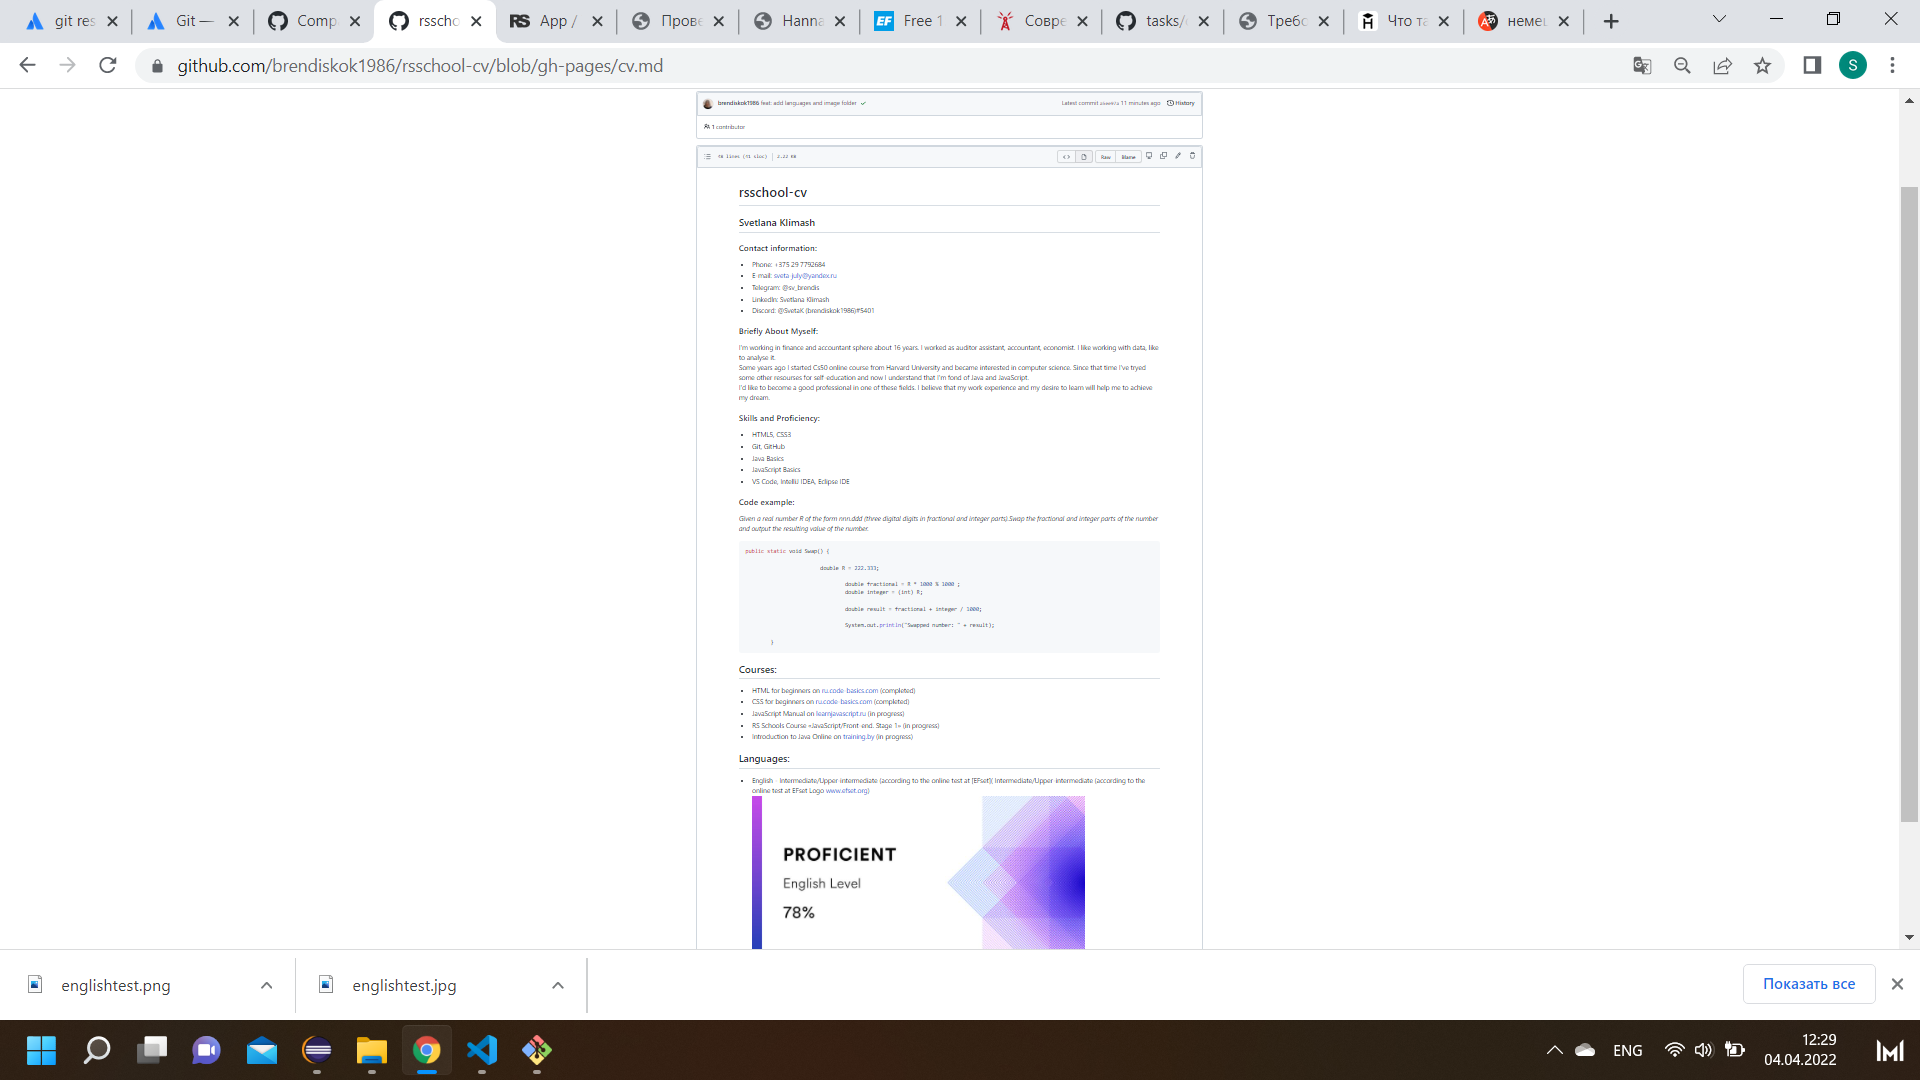 git res
Git —
Comp
rsscho
App /
Прове
Hanna
Free 1
Совре
tasks/
Требо
Что та
немец
github.com/brendiskok1986/rsschool-cv/blob/gh-pages/cv.md
S
brendiskok1986 feat: add languages and image folder
Latest commit 11 minutes ago History
1 contributor
2.22 KB
Raw Blame
rsschool-cv
Svetlana Klimash
Contact information:
Phone: +375 29 7792684
E-mail: sveta-july@yandex.ru
Telegram: @sv_brendis
LinkedIn: Svetlana Klimash
Discord: @SvetaK (brendiskok1986)#5401
Briefly About Myself:
I'm working in finance and accountant sphere about 16 years. I worked as auditor assistant, accountant, economist. I like working with data, like
to analyse it.
Some years ago I started Cs50 online course from Harvard University and became interested in computer science. Since that time I've tryed
some other resourses for self-education and now I understand that I'm fond of Java and JavaScript.
I'd like to become a good professional in one of these fields. I believe that my work experience and my desire to learn will help me to achieve
my dream.
Skills and Proficiency:
HTML5, CSS3
Git, GitHub
Java Basics
JavaScript Basics
VS Code, IntelliJ IDEA, Eclipse IDE
Code example:
Given a real number R of the form nnn.ddd (three digital digits in fractional and integer parts).Swap the fractional and integer parts of the number
and output the resulting value of the number.
public static void Swap() {
double R = 222.333;
double fractional = R * 1000 % 1000 ;
double integer = (int) R;
double result = fractional + integer / 1000;
System.out.println("Swapped number: " + result);
}
Courses:
HTML for beginners on ru.code-basics.com (completed)
CSS for beginners on ru.code-basics.com (completed)
JavaScript Manual on learnjavascript.ru (in progress)
RS Schools Course «JavaScript/Front-end. Stage 1» (in progress)
Introduction to Java Online on training.by (in progress)
Languages:
English - Intermediate/Upper-intermediate (according to the online test at [EFset]( Intermediate/Upper-intermediate (according to the
online test at EFset Logo www.efset.org)
PROFICIENT
English Level
78%
englishtest.png
englishtest.jpg
Показать все
ENG
12:29
04.04.2022